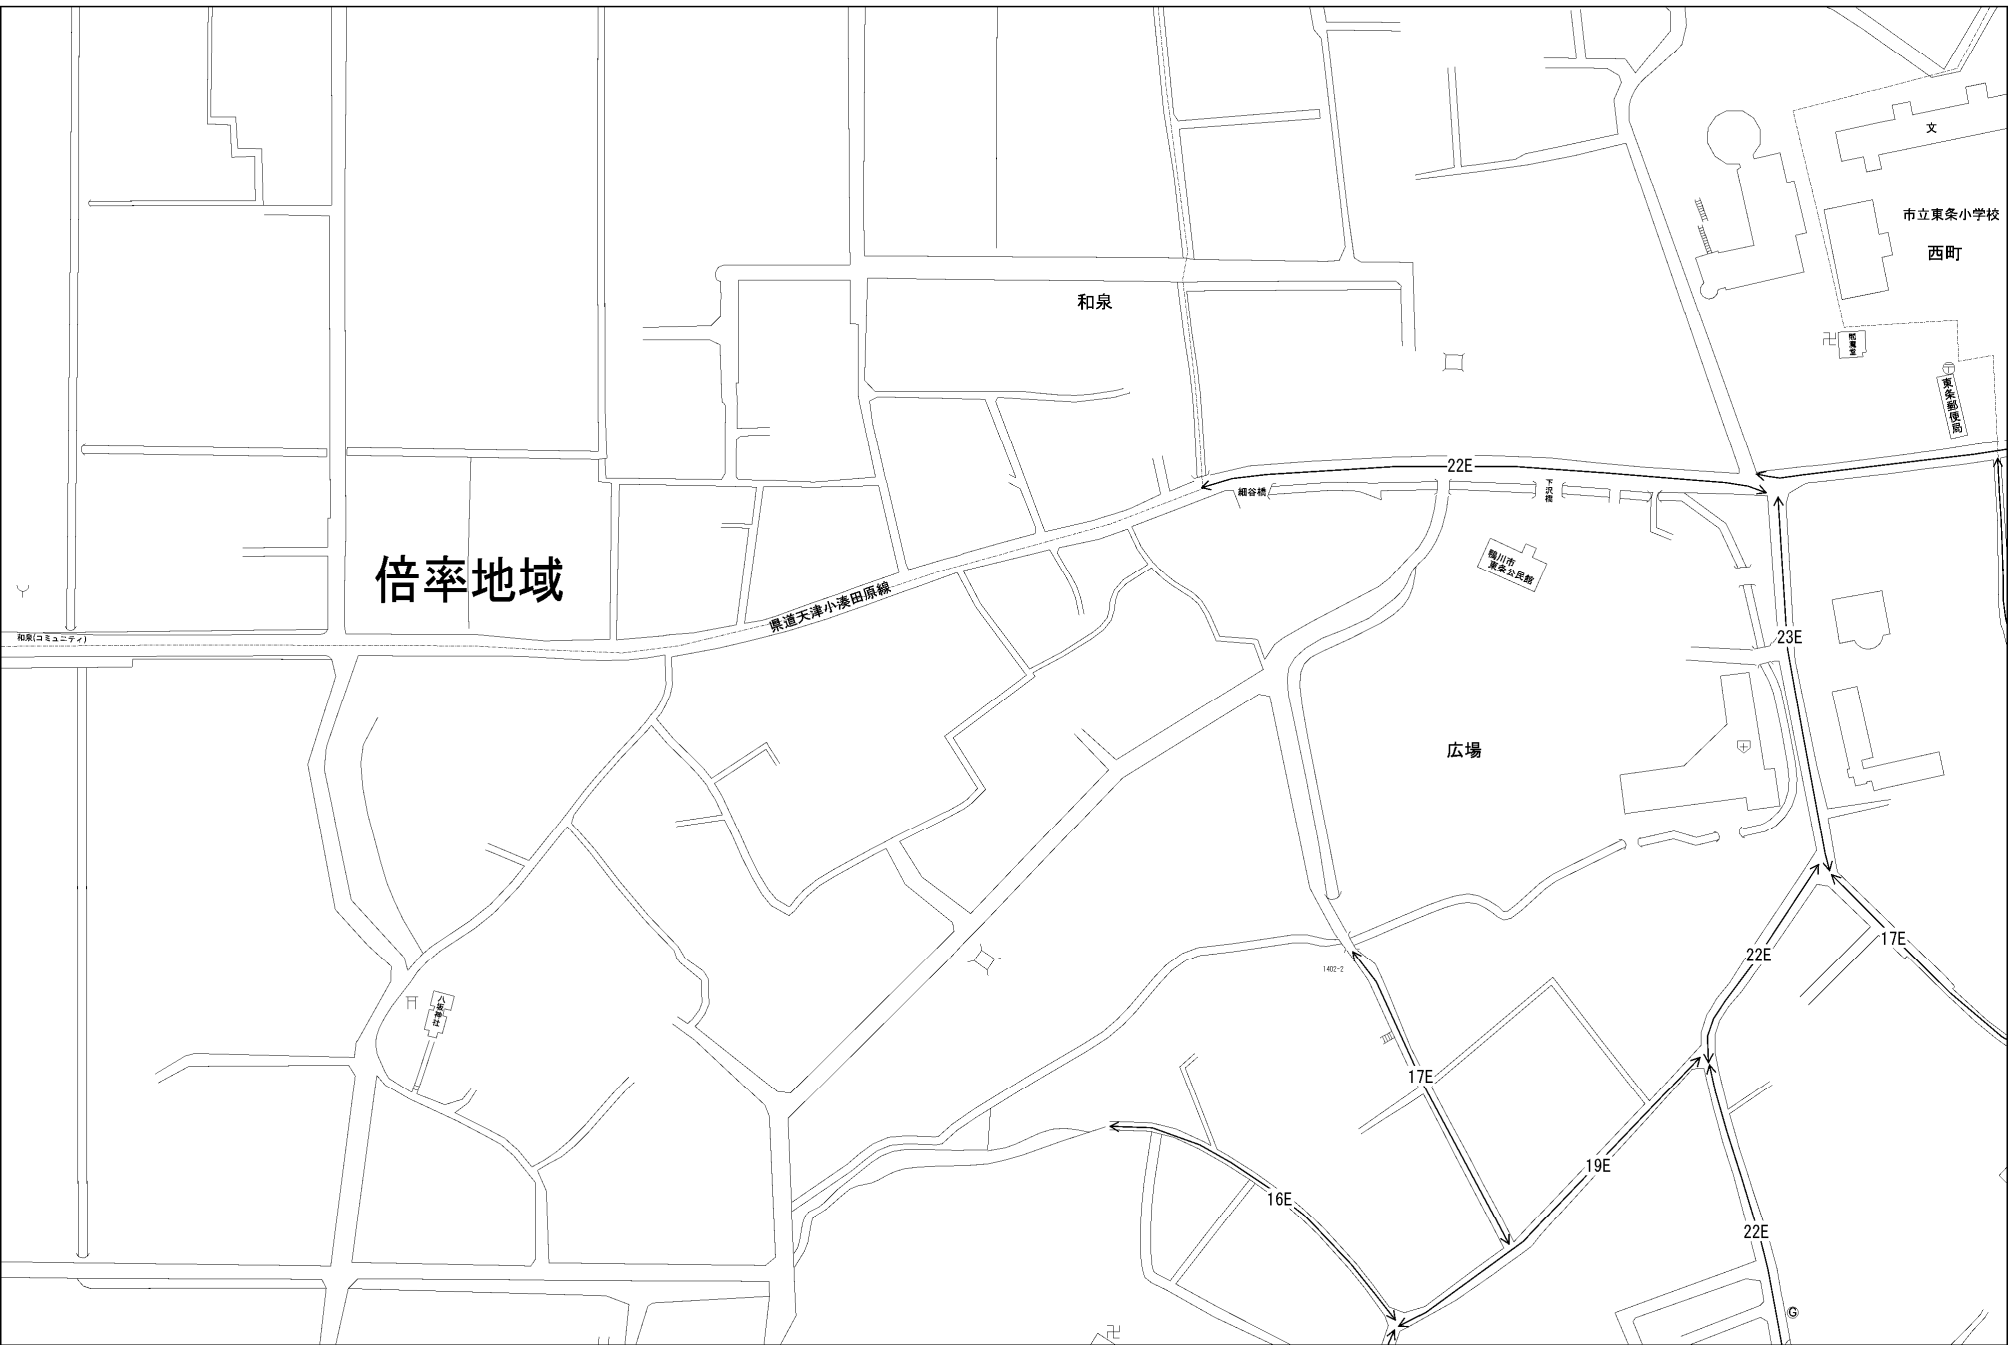 文
市立東条小学校
西町
和泉
閻魔堂
東条郵便局
22E
細谷橋
下沢橋
鴨川市
東条公民館
倍率地域
県道天津小湊田原線
和泉(コミュニティ)
23E
広場
17E
22E
1402-2
八坂神社
17E
19E
16E
22E
G